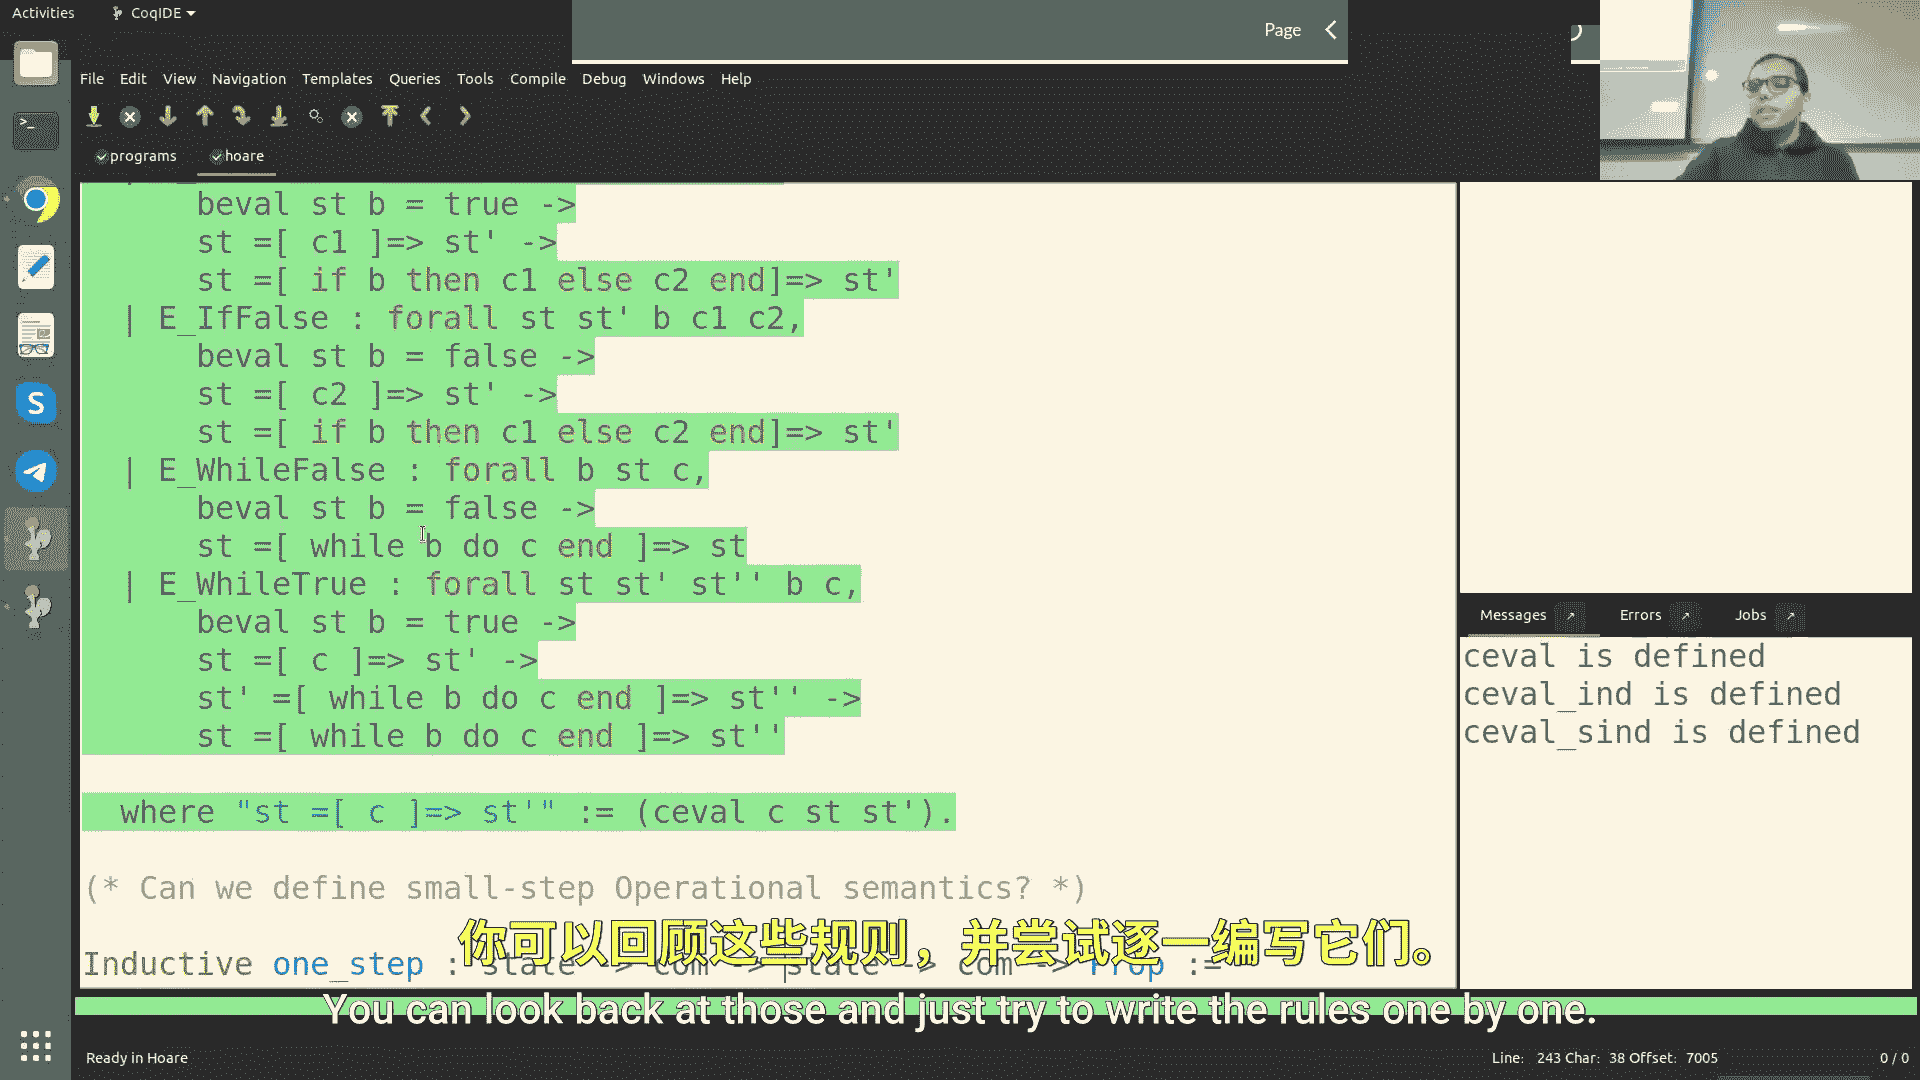 Activities
CoqIDE
Page
File Edit View Navigation Templates Queries Tools Compile Debug Windows Help
programs
hoare
beval st b = true ->
st =[ c1 ]=> st' ->
st =[ if b then c1 else c2 end]=> st'
| E_IfFalse : forall st st' b c1 c2,
beval st b = false ->
st =[ c2 ]=> st' ->
st =[ if b then c1 else c2 end]=> st'
| E_WhileFalse : forall b st c,
beval st b = false ->
st =[ while b do c end ]=> st
| E_WhileTrue : forall st st' st'' b c,
beval st b = true ->
st =[ c ]=> st' ->
st' =[ while b do c end ]=> st'' ->
st =[ while b do c end ]=> st''
where "st =[ c ]=> st'" := (ceval c st st').
(* Can we define small-step Operational semantics? *)
Inductive one_step : state -> com -> state -> com -> Prop :=
Messages
Errors
Jobs
ceval is defined
ceval_ind is defined
ceval_sind is defined
你可以回顾这些规则，并尝试逐一编写它们。
You can look back at those and just try to write the rules one by one.
Ready in Hoare
Line: 243 Char: 38 Offset: 7005
0 / 0